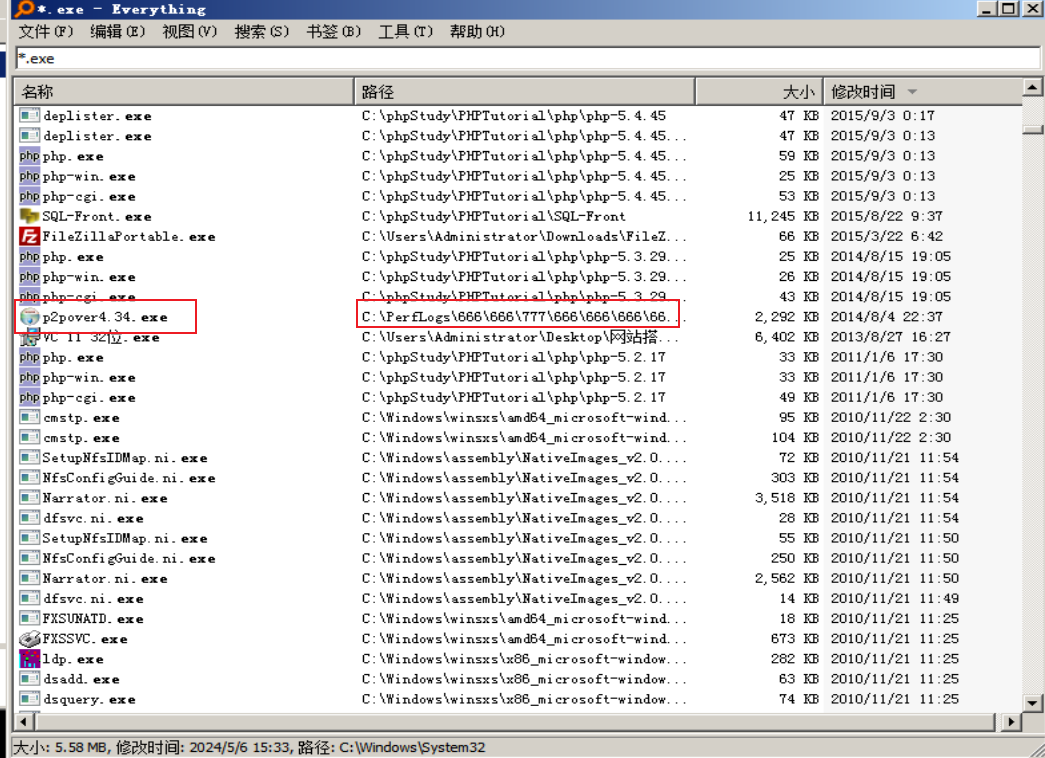 *.exe - Everything
文件(F) 编辑(E) 视图(V) 搜索(S) 书签(B) 工具(T) 帮助(H)
*.exe
名称 路径 大小 修改时间
deplister.exe C:\phpStudy\PHPTutorial\php\php-5.4.45 47 KB 2015/9/3 0:17
deplister.exe C:\phpStudy\PHPTutorial\php\php-5.4.45... 47 KB 2015/9/3 0:13
php php.exe C:\phpStudy\PHPTutorial\php\php-5.4.45... 59 KB 2015/9/3 0:13
php php-win.exe C:\phpStudy\PHPTutorial\php\php-5.4.45... 25 KB 2015/9/3 0:13
php php-cgi.exe C:\phpStudy\PHPTutorial\php\php-5.4.45... 53 KB 2015/9/3 0:13
SQL-Front.exe C:\phpStudy\PHPTutorial\SQL-Front 11,245 KB 2015/8/22 9:37
FZ FileZillaPortable.exe C:\Users\Administrator\Downloads\FileZ... 66 KB 2015/3/22 6:42
php php.exe C:\phpStudy\PHPTutorial\php\php-5.3.29... 25 KB 2014/8/15 19:05
php php-win.exe C:\phpStudy\PHPTutorial\php\php-5.3.29... 26 KB 2014/8/15 19:05
php php-cgi.exe C:\phpStudy\PHPTutorial\php\php-5.3.29... 43 KB 2014/8/15 19:05
p2pover4.34.exe C:\PerfLogs\666\666\777\666\666\666\66... 2,292 KB 2014/8/4 22:37
VC 11 32位.exe C:\Users\Administrator\Desktop\网站搭... 6,402 KB 2013/8/27 16:27
php php.exe C:\phpStudy\PHPTutorial\php\php-5.2.17 33 KB 2011/1/6 17:30
php php-win.exe C:\phpStudy\PHPTutorial\php\php-5.2.17 33 KB 2011/1/6 17:30
php php-cgi.exe C:\phpStudy\PHPTutorial\php\php-5.2.17 49 KB 2011/1/6 17:30
cmstp.exe C:\Windows\winsxs\amd64_microsoft-wind... 95 KB 2010/11/22 2:30
cmstp.exe C:\Windows\winsxs\amd64_microsoft-wind... 104 KB 2010/11/22 2:30
SetupNfsIDMap.ni.exe C:\Windows\assembly\NativeImages_v2.0.... 72 KB 2010/11/21 11:54
NfsConfigGuide.ni.exe C:\Windows\assembly\NativeImages_v2.0.... 303 KB 2010/11/21 11:54
Narrator.ni.exe C:\Windows\assembly\NativeImages_v2.0.... 3,518 KB 2010/11/21 11:54
dfsvc.ni.exe C:\Windows\assembly\NativeImages_v2.0.... 28 KB 2010/11/21 11:54
SetupNfsIDMap.ni.exe C:\Windows\assembly\NativeImages_v2.0.... 55 KB 2010/11/21 11:50
NfsConfigGuide.ni.exe C:\Windows\assembly\NativeImages_v2.0.... 250 KB 2010/11/21 11:50
Narrator.ni.exe C:\Windows\assembly\NativeImages_v2.0.... 2,562 KB 2010/11/21 11:50
dfsvc.ni.exe C:\Windows\assembly\NativeImages_v2.0.... 14 KB 2010/11/21 11:49
FXSUNATD.exe C:\Windows\winsxs\amd64_microsoft-wind... 18 KB 2010/11/21 11:25
FXSSVC.exe C:\Windows\winsxs\amd64_microsoft-wind... 673 KB 2010/11/21 11:25
ldp.exe C:\Windows\winsxs\x86_microsoft-window... 282 KB 2010/11/21 11:25
dsadd.exe C:\Windows\winsxs\x86_microsoft-window... 63 KB 2010/11/21 11:25
dsquery.exe C:\Windows\winsxs\x86_microsoft-window... 74 KB 2010/11/21 11:25
大小: 5.58 MB, 修改时间: 2024/5/6 15:33, 路径: C:\Windows\System32